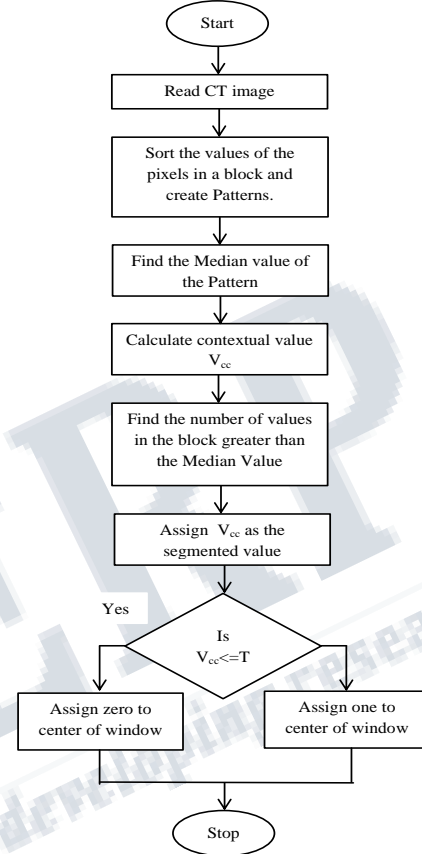 Start
Read CT image
Sort the values of the
pixels in a block and
create Patterns.
Find the Median value of
the Pattern
Calculate contextual value
Vcc
Find the number of values
in the block greater than
the Median Value
Assign Vcc as the
segmented value
Yes
Is
Vcc<=T
Assign zero to
center of window
Assign one to
center of window
Stop